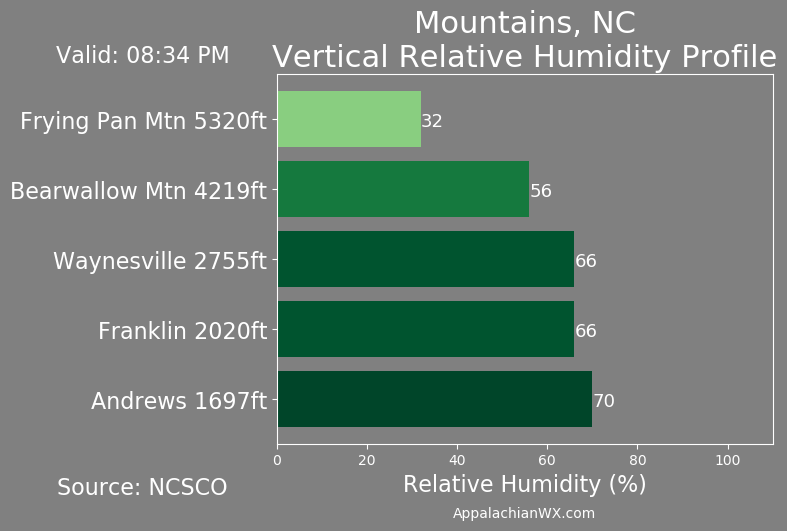 Mountains, NC
Vertical Relative Humidity Profile
Valid: 08:34 PM
Frying Pan Mtn 5320ft
32
Bearwallow Mtn 4219ft
56
Waynesville 2755ft
66
Franklin 2020ft
66
Andrews 1697ft
70
0 20 40 60 80 100
Relative Humidity (%)
Source: NCSCO
AppalachianWX.com